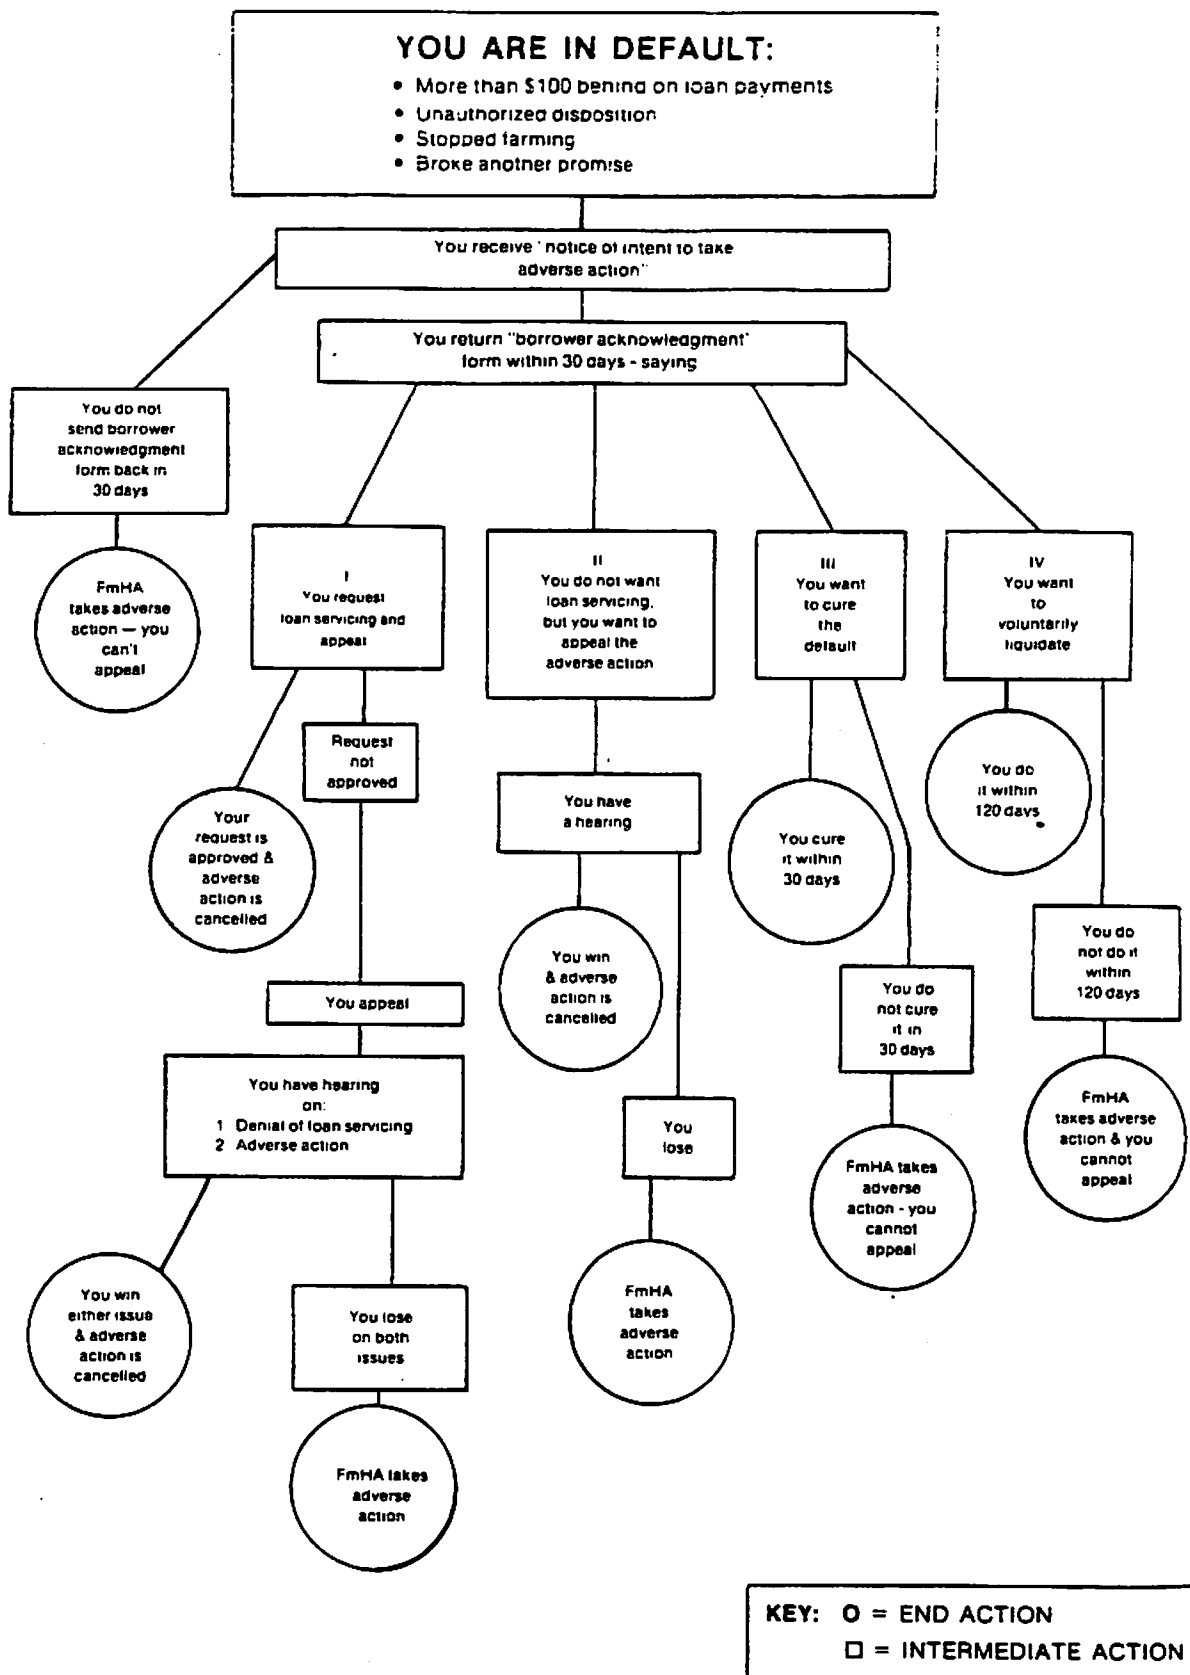 YOU ARE IN DEFAULT:
• More than $100 behind on loan payments
• Unauthorized disposition
• Stopped farming
• Broke another promise
You receive "notice of intent to take
adverse action"
You return "borrower acknowledgment"
form within 30 days - saying
You do not
send borrower
acknowledgment
form back in
30 days
FmHA
takes adverse
action — you
can't
appeal
I
You request
loan servicing and
appeal
II
You do not want
loan servicing,
but you want to
appeal the
adverse action
III
You want
to cure
the
default
IV
You want
to
voluntarily
liquidate
Request
not
approved
Your
request is
approved &
adverse
action is
cancelled
You have
a hearing
You cure
it within
30 days
You do
it within
120 days
You win
& adverse
action is
cancelled
You do
not cure
it in
30 days
You do
not do it
within
120 days
You appeal
You have hearing
on:
1 Denial of loan servicing
2 Adverse action
You
lose
FmHA takes
adverse
action - you
cannot
appeal
FmHA
takes adverse
action & you
cannot
appeal
You win
either issue
& adverse
action is
cancelled
You lose
on both
issues
FmHA
takes
adverse
action
FmHA takes
adverse
action
KEY: O = END ACTION
□ = INTERMEDIATE ACTION